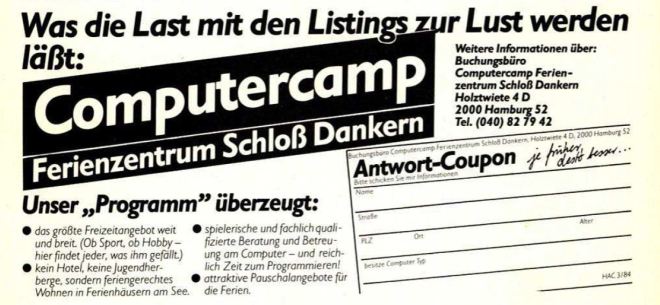 Was die Last mit den Listings zur Lust werden
läßt:
Computercamp
Ferienzentrum Schloß Dankern
Weitere Informationen über:
Buchungsbüro
Computercamp Ferien-
zentrum Schloß Dankern
Holztwiete 4 D
2000 Hamburg 52
Tel. (040) 82 79 42
Unser „Programm” überzeugt:
● das größte Freizeitangebot weit
und breit. (Ob Sport, ob Hobby –
hier findet jeder, was ihm gefällt.)
● kein Hotel, keine Jugendher-
berge, sondern feriengerechtes
Wohnen in Ferienhäusern am See.
● spielerische und fachlich quali-
fizierte Beratung und Betreu-
ung am Computer – und reich-
lich Zeit zum Programmieren!
● attraktive Pauschalangebote für
die Ferien.
Buchungsbüro Computercamp Ferienzentrum Schloß Dankern, Holztwiete 4 D, 2000 Hamburg 52
Antwort-Coupon je früher, desto besser...
Bitte schicken Sie mir Informationen
Name
Straße
PLZ Ort Alter
besitze Computer Typ
HAC 3/84